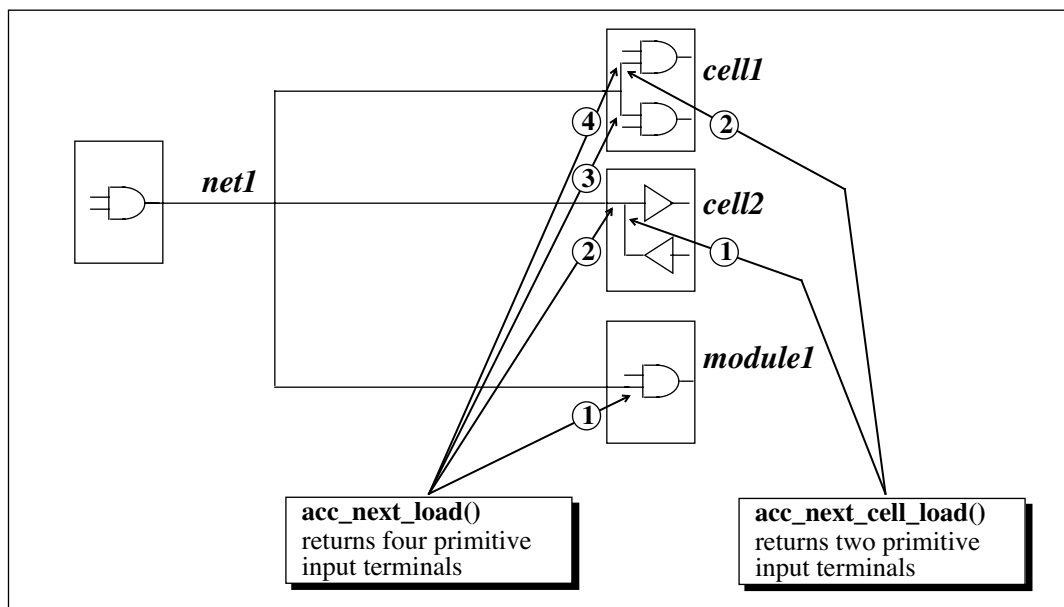 cell1
4
2
net1
3
cell2
2
1
module1
1
acc_next_load()
returns four primitive
input terminals
acc_next_cell_load()
returns two primitive
input terminals